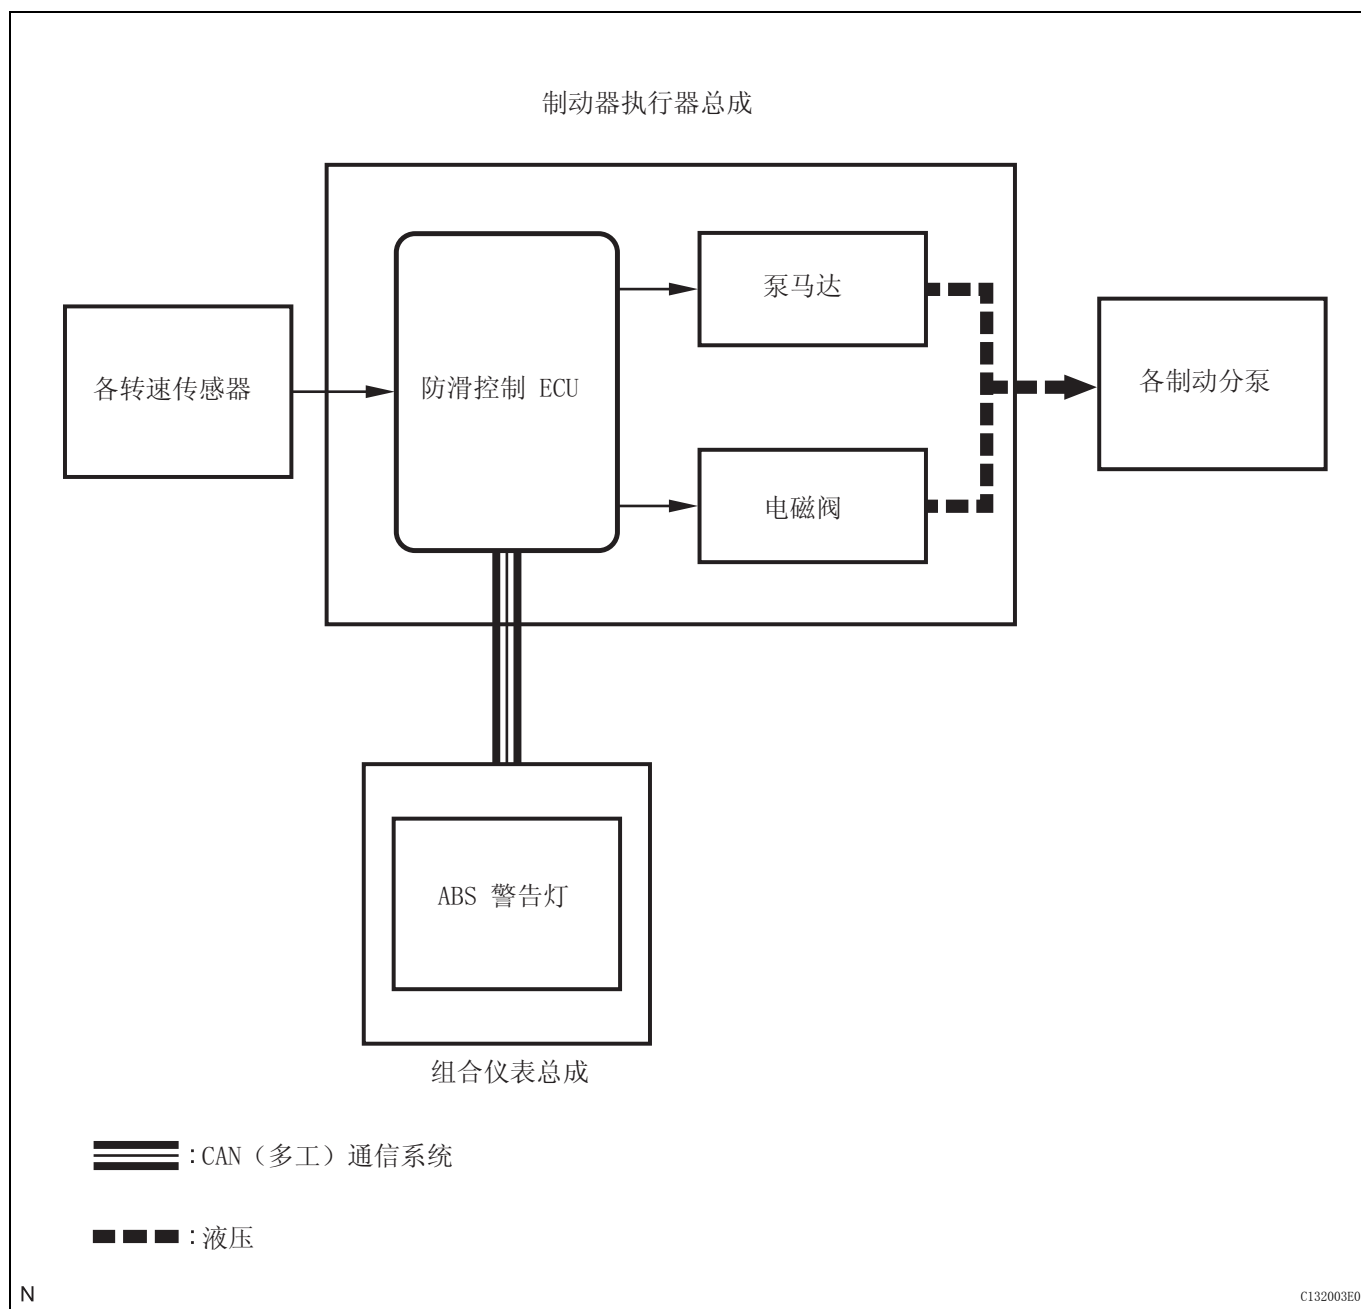 制动器执行器总成
泵马达
各转速传感器
防滑控制 ECU
各制动分泵
电磁阀
ABS 警告灯
组合仪表总成
:CAN（多工）通信系统
:液压
N
C132003E0